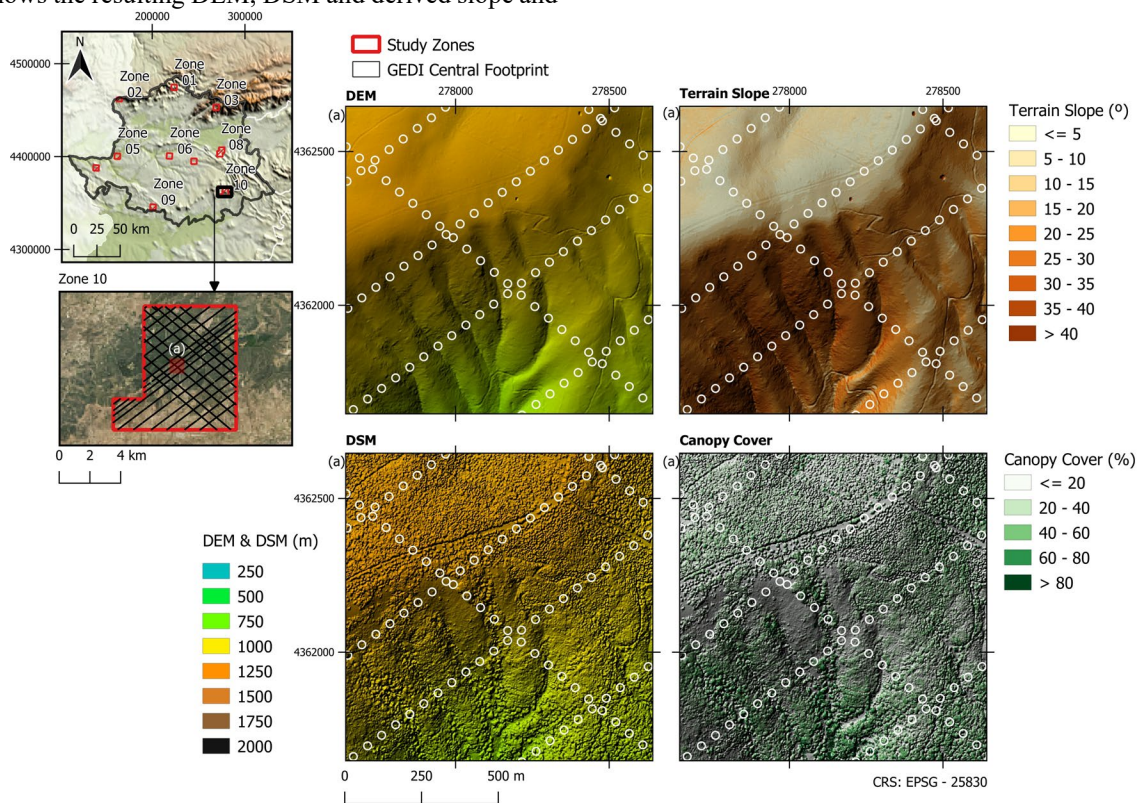 ows the resulting DEM, DSM and derived slope and
200000 300000
4500000
4400000
4300000
N
Zone 01
Zone 02
Zone 03
Zone 05
Zone 06
Zone 08
Zone 10
Zone 09
0 25 50 km
Zone 10
(a)
0 2 4 km
Study Zones
GEDI Central Footprint
DEM
278000 278500
(a)
4362500
4362000
Terrain Slope
278000 278500
(a)
Terrain Slope (º)
<= 5
5 - 10
10 - 15
15 - 20
20 - 25
25 - 30
30 - 35
35 - 40
> 40
DSM
(a)
4362500
4362000
Canopy Cover
(a)
Canopy Cover (%)
<= 20
20 - 40
40 - 60
60 - 80
> 80
DEM & DSM (m)
250
500
750
1000
1250
1500
1750
2000
0 250 500 m
CRS: EPSG - 25830